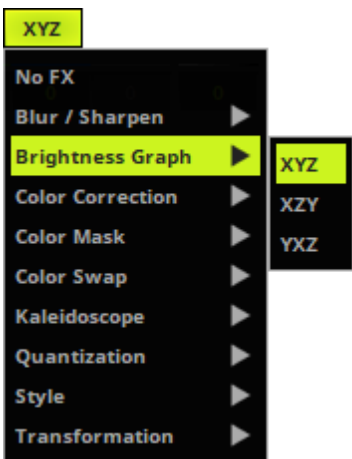 XYZ
No FX
Blur / Sharpen
Brightness Graph
Color Correction
Color Mask
Color Swap
Kaleidoscope
Quantization
Style
Transformation
XYZ
XZY
YXZ